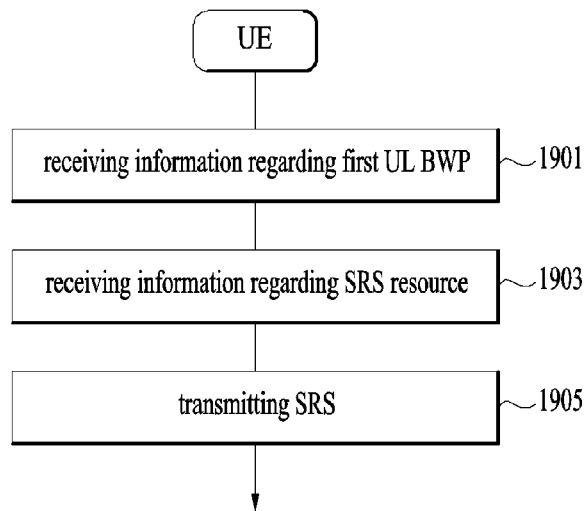 UE
receiving information regarding first UL BWP
1901
receiving information regarding SRS resource
1903
transmitting SRS
1905